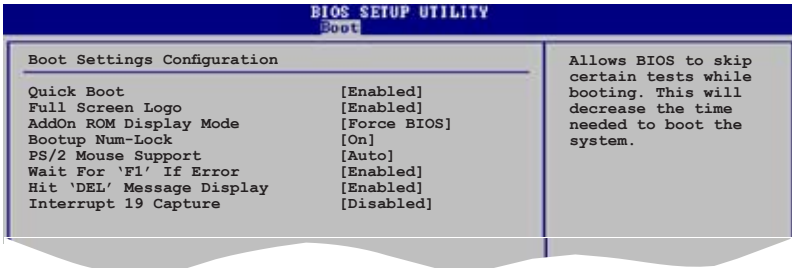 BIOS SETUP UTILITY
Boot
Boot Settings Configuration
Quick Boot [Enabled]
Full Screen Logo [Enabled]
AddOn ROM Display Mode [Force BIOS]
Bootup Num-Lock [On]
PS/2 Mouse Support [Auto]
Wait For ‘F1’ If Error [Enabled]
Hit ‘DEL’ Message Display [Enabled]
Interrupt 19 Capture [Disabled]
Allows BIOS to skip
certain tests while
booting. This will
decrease the time
needed to boot the
system.